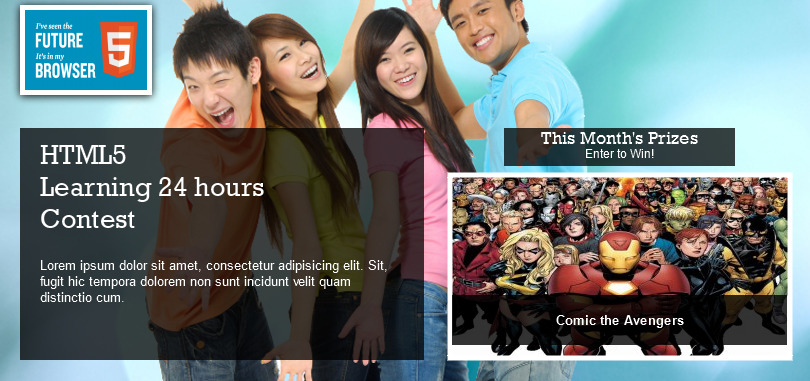 I've seen the
FUTURE
It's in my
BROWSER
5
HTML5
Learning 24 hours
Contest
Lorem ipsum dolor sit amet, consectetur adipisicing elit. Sit,
fugit hic tempora dolorem non sunt incidunt velit quam
distinctio cum.
This Month's Prizes
Enter to Win!
Comic the Avengers